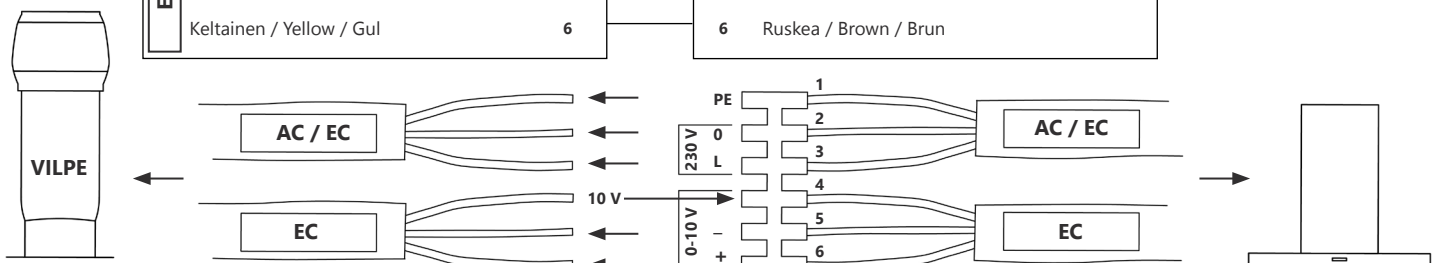 E
Keltainen / Yellow / Gul 6
6 Ruskea / Brown / Brun
VILPE
AC / EC
EC
PE
230 V
0
L
10 V
0-10 V
–
+
1
2
3
4
5
6
AC / EC
EC